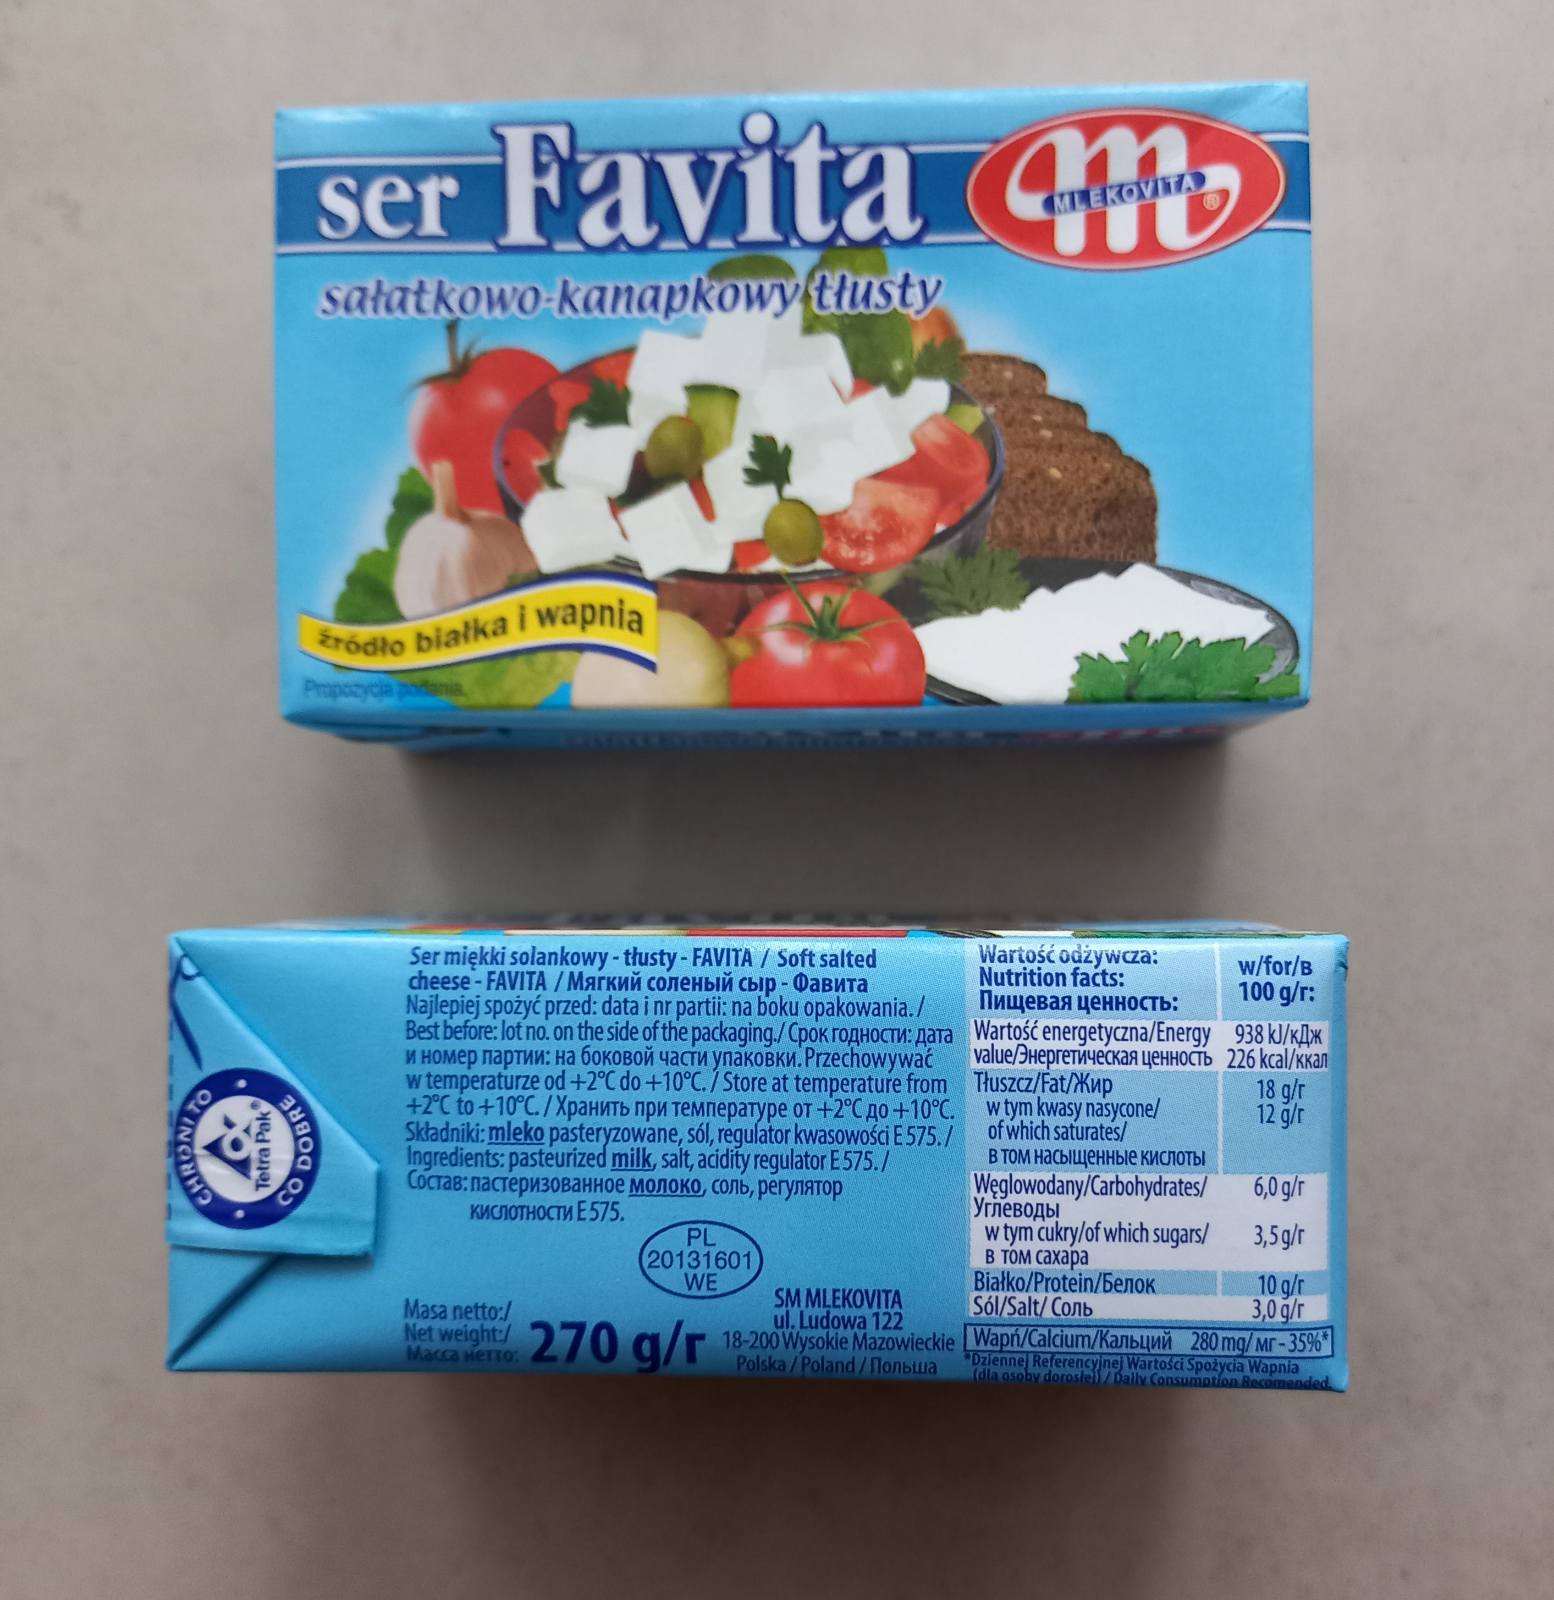 ser Favita
MLEKOVITA ®
sałatkowo-kanapkowy tłusty
źródło białka i wapnia
Propozycja podania.
CHRONI TO CO DOBRE
Tetra Pak®
Ser miękki solankowy - tłusty - FAVITA / Soft salted
cheese - FAVITA / Мягкий соленый сыр - Фавита
Najlepiej spożyć przed: data i nr partii: na boku opakowania. /
Best before: lot no. on the side of the packaging./ Срок годности: дата
и номер партии: на боковой части упаковки. Przechowywać
w temperaturze od +2°C do +10°C. / Store at temperature from
+2°C to +10°C. / Хранить при температуре от +2°C до +10°C.
Składniki: mleko pasteryzowane, sól, regulator kwasowości E 575. /
Ingredients: pasteurized milk, salt, acidity regulator E 575. /
Состав: пастеризованное молоко, соль, регулятор
кислотности E 575.
PL
20131601
WE
Masa netto:/
Net weight:/
Масса нетто:
270 g/г
SM MLEKOVITA
ul. Ludowa 122
18-200 Wysokie Mazowieckie
Polska / Poland / Польша
Wartość odżywcza:
Nutrition facts:
Пищевая ценность:
w/for/в
100 g/г:
Wartość energetyczna/Energy 938 kJ/кДж
value/Энергетическая ценность 226 kcal/ккал
Tłuszcz/Fat/Жир 18 g/г
w tym kwasy nasycone/ 12 g/г
of which saturates/
в том насыщенные кислоты
Węglowodany/Carbohydrates/ 6,0 g/г
Углеводы
w tym cukry/of which sugars/ 3,5 g/г
в том сахара
Białko/Protein/Белок 10 g/г
Sól/Salt/ Соль 3,0 g/г
Wapń/Calcium/Кальций 280 mg/ мг - 35%*
*Dziennej Referencyjnej Wartości Spożycia Wapnia
(dla osoby dorosłej) / Daily Consumption Recomended